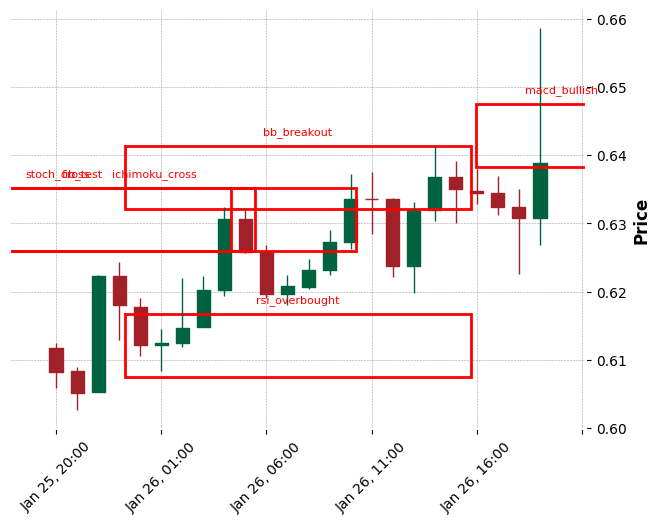 0.66
0.65
macd_bullish
0.64
bb_breakout
ichimoku_cross
0.63
Price
0.62
rsi_overbought
0.61
0.60
Jan 25, 20:00
Jan 26, 01:00
Jan 26, 06:00
Jan 26, 11:00
Jan 26, 16:00